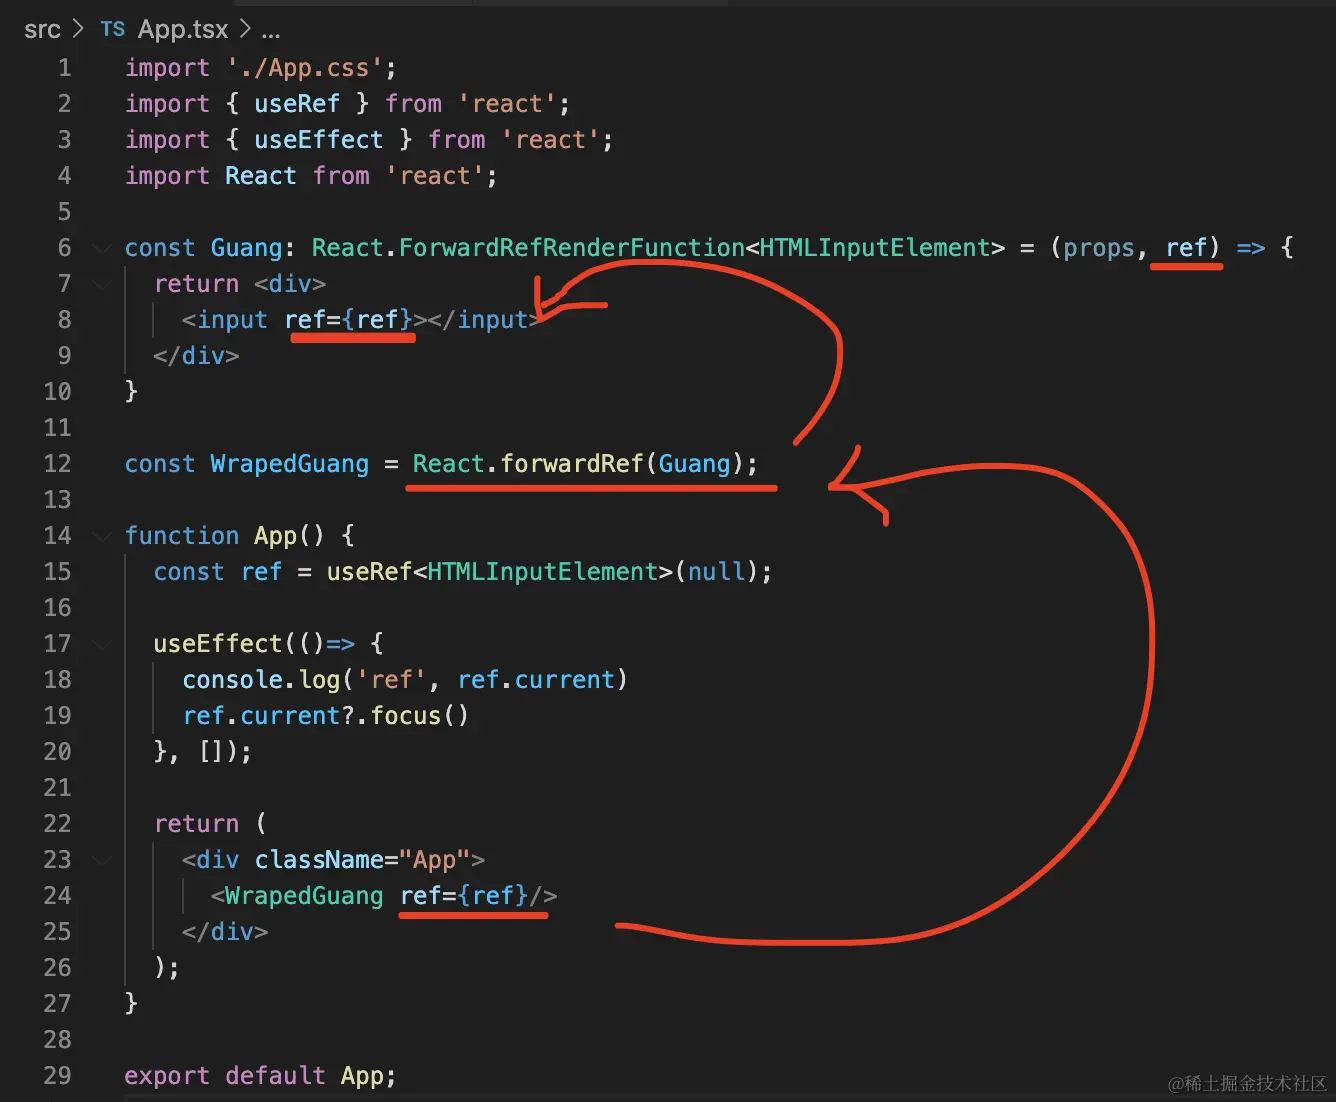 src > TS App.tsx > ...
1 import './App.css';
2 import { useRef } from 'react';
3 import { useEffect } from 'react';
4 import React from 'react';
5
6 const Guang: React.ForwardRefRenderFunction<HTMLInputElement> = (props, ref) => {
7 return <div>
8 <input ref={ref}></input>
9 </div>
10 }
11
12 const WrapedGuang = React.forwardRef(Guang);
13
14 function App() {
15 const ref = useRef<HTMLInputElement>(null);
16
17 useEffect(()=> {
18 console.log('ref', ref.current)
19 ref.current?.focus()
20 }, []);
21
22 return (
23 <div className="App">
24 <WrapedGuang ref={ref}/>
25 </div>
26 );
27 }
28
29 export default App;
@稀土掘金技术社区